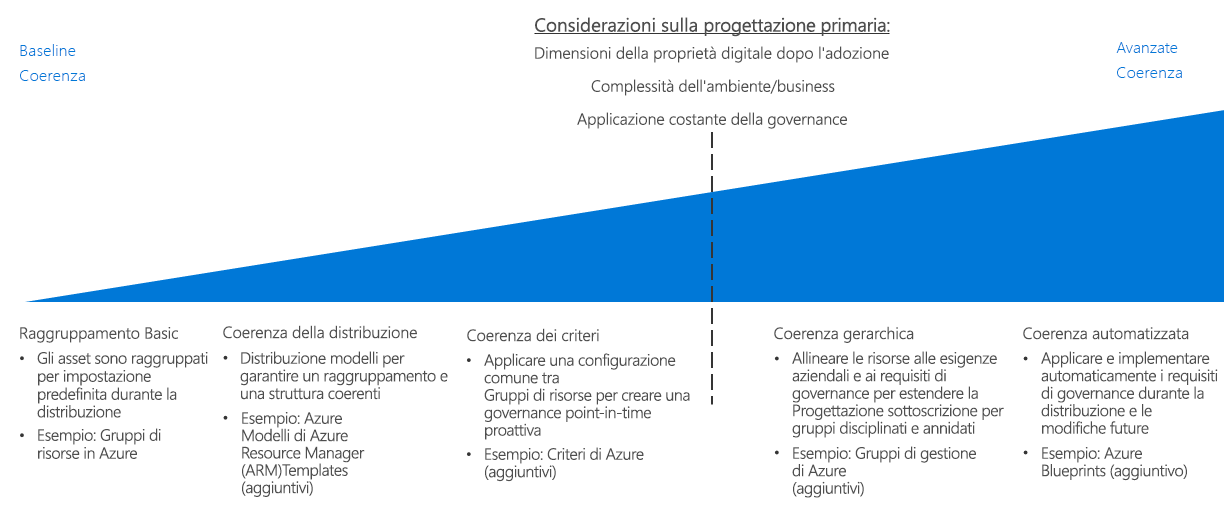 Considerazioni sulla progettazione primaria:
Dimensioni della proprietà digitale dopo l'adozione
Complessità dell'ambiente/business
Applicazione costante della governance
Baseline
Coerenza
Avanzate
Coerenza
Raggruppamento Basic
• Gli asset sono raggruppati
per impostazione
predefinita durante la
distribuzione
• Esempio: Gruppi di
risorse in Azure
Coerenza della distribuzione
• Distribuzione modelli per
garantire un raggruppamento e
una struttura coerenti
• Esempio: Azure
Modelli di Azure
Resource Manager
(ARM)Templates
(aggiuntivi)
Coerenza dei criteri
• Applicare una configurazione
comune tra
Gruppi di risorse per creare una
governance point-in-time
proattiva
• Esempio: Criteri di Azure
(aggiuntivi)
Coerenza gerarchica
• Allineare le risorse alle esigenze
aziendali e ai requisiti di
governance per estendere la
Progettazione sottoscrizione per
gruppi disciplinati e annidati
• Esempio: Gruppi di gestione
di Azure
(aggiuntivi)
Coerenza automatizzata
• Applicare e implementare
automaticamente i requisiti
di governance durante la
distribuzione e le
modifiche future
• Esempio: Azure
Blueprints (aggiuntivo)